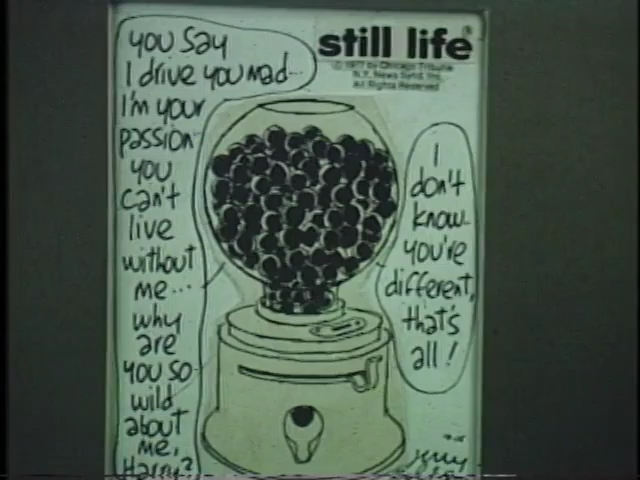 you say
I drive you mad...
I'm your
passion-
you
can't
live
without
me...
why
are
you so
wild
about
me,
Harry?
still life
© 1977 by Chicago Tribune
N.Y. News Synd. Inc.
All Rights Reserved
I
don't
know-
you're
different,
that's
all!